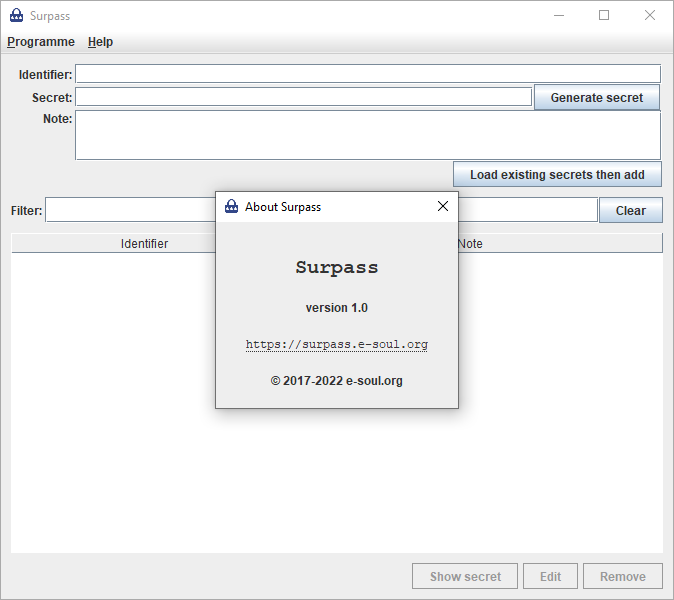 Surpass
Programme Help
Identifier:
Secret:
Generate secret
Note:
Load existing secrets then add
Filter:
Clear
Identifier
Note
About Surpass
Surpass
version 1.0
https://surpass.e-soul.org
© 2017-2022 e-soul.org
Show secret
Edit
Remove